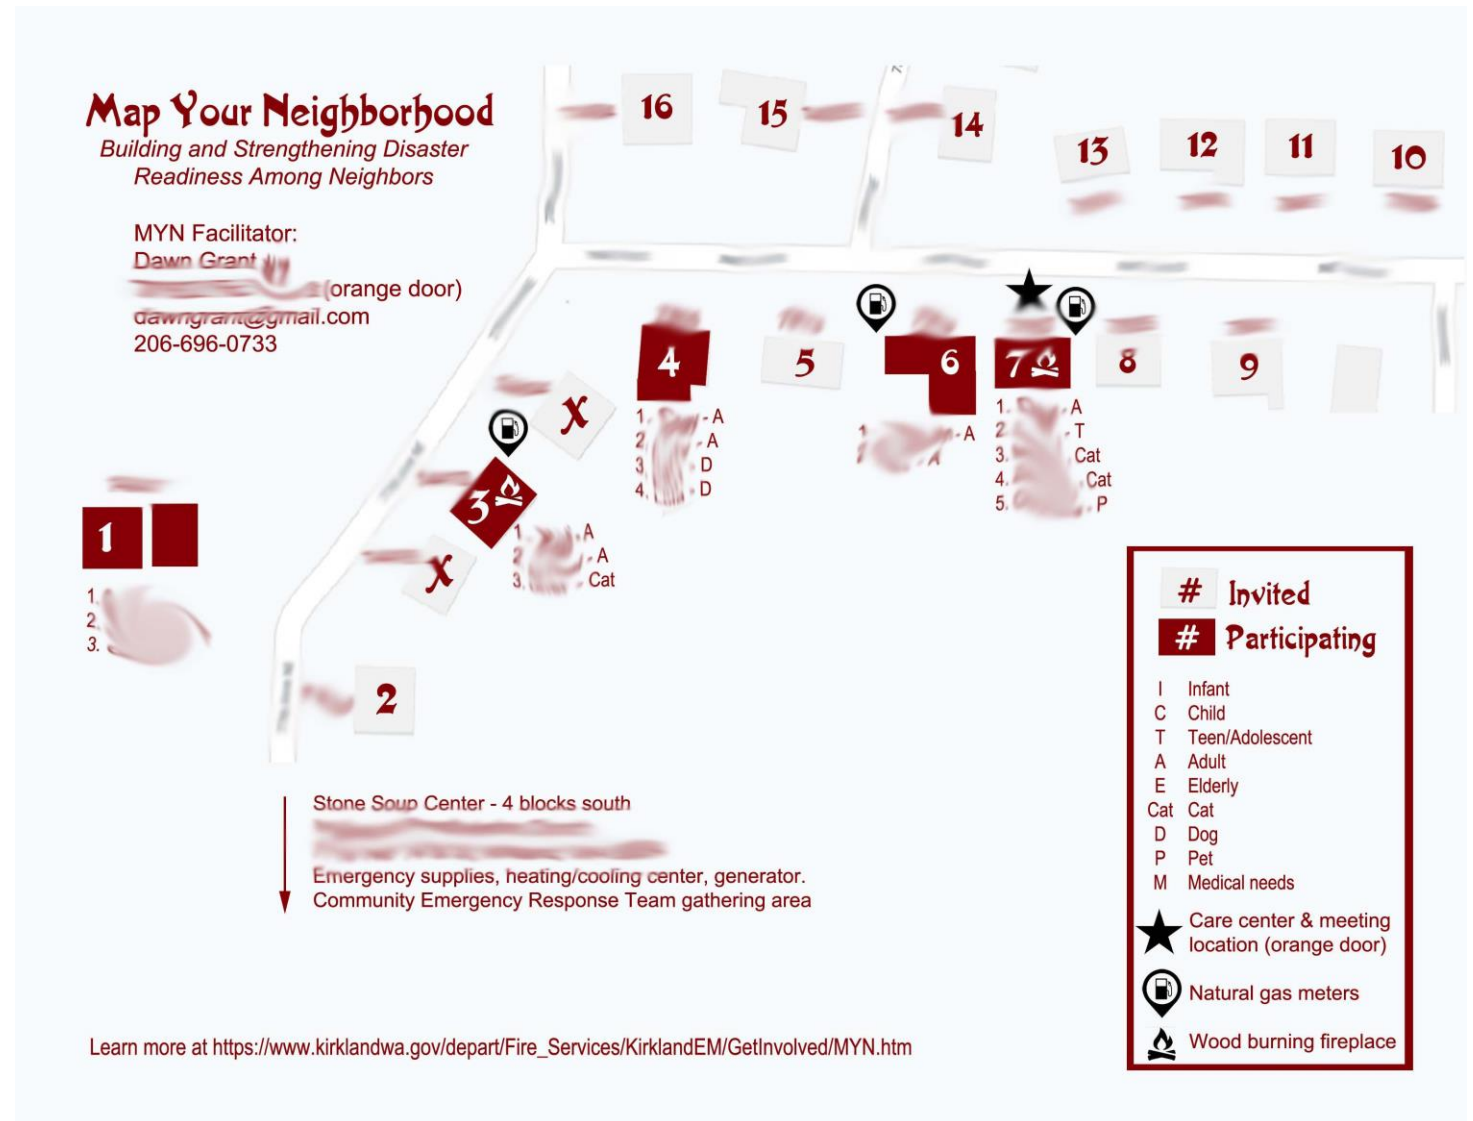 Map Your Neighborhood
Building and Strengthening Disaster
Readiness Among Neighbors
MYN Facilitator:
Dawn Grant
(orange door)
dawngrant@gmail.com
206-696-0733
16
15
14
13
12
11
10
4
5
6
7
8
9
X
3
X
1
2
1. - A
2. - A
3. - D
4. - D
1 - A
2 - A
1. - A
2 - T
3. Cat
4. - Cat
5. - P
1 - A
2 - A
3. - Cat
1.
2.
3.
Stone Soup Center - 4 blocks south
Emergency supplies, heating/cooling center, generator.
Community Emergency Response Team gathering area
# Invited
# Participating
I Infant
C Child
T Teen/Adolescent
A Adult
E Elderly
Cat Cat
D Dog
P Pet
M Medical needs
Care center & meeting
location (orange door)
Natural gas meters
Wood burning fireplace
Learn more at https://www.kirklandwa.gov/depart/Fire_Services/KirklandEM/GetInvolved/MYN.htm